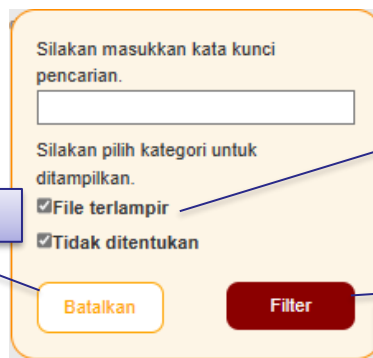 Silakan masukkan kata kunci
pencarian.
Silakan pilih kategori untuk
ditampilkan.
File terlampir
Tidak ditentukan
Batalkan
Filter